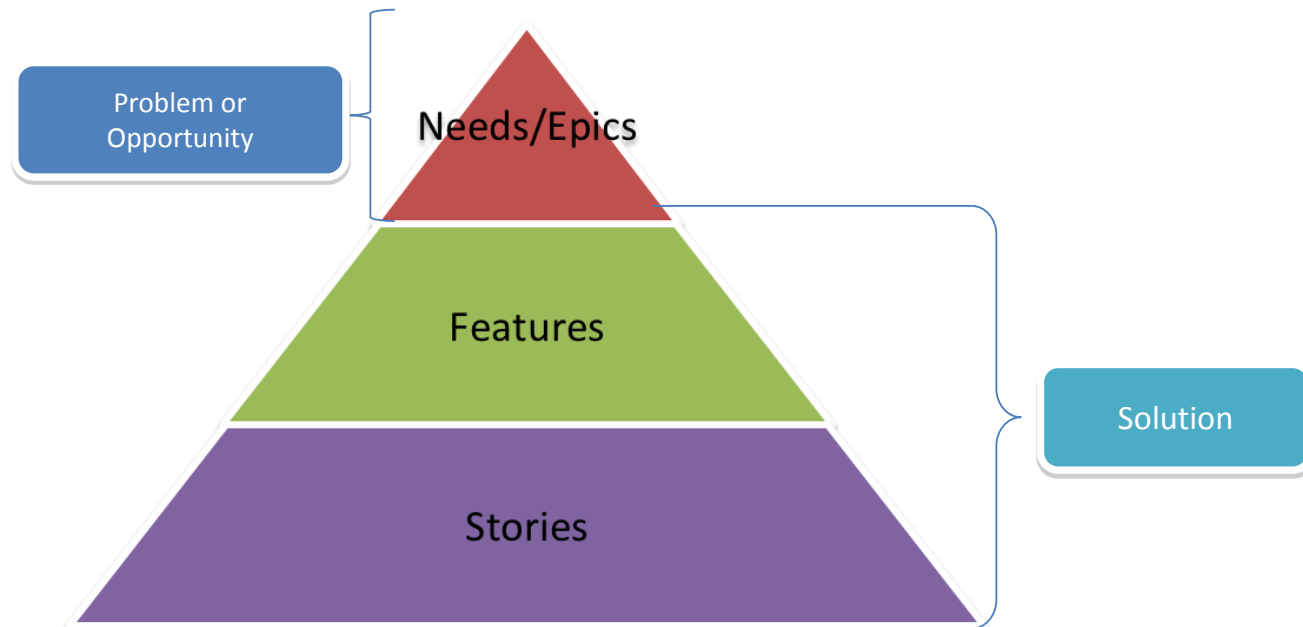 Problem or
Opportunity
Needs/Epics
Features
Solution
Stories